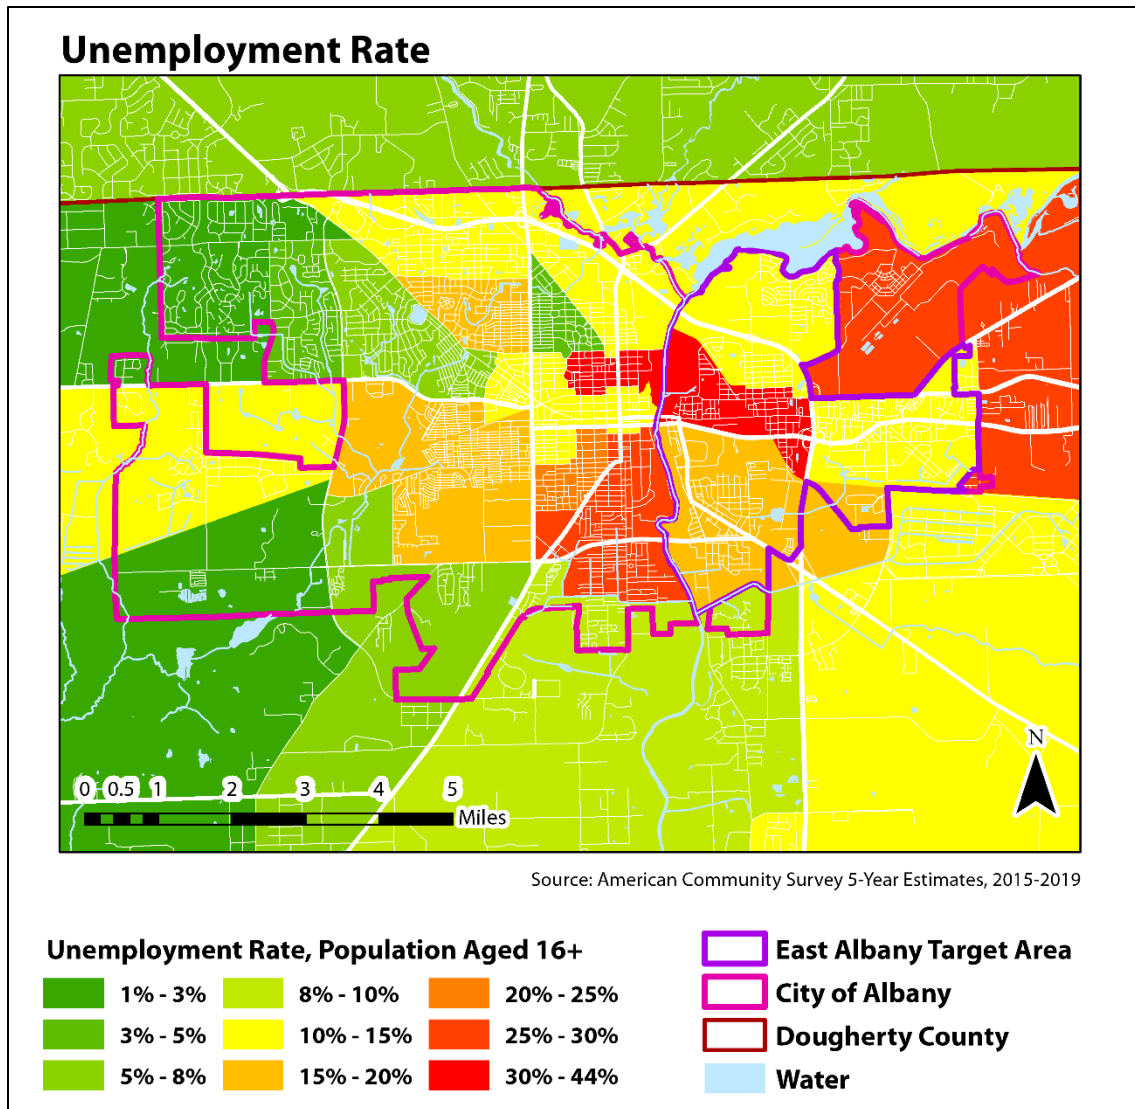 Unemployment Rate
N
0 0.5 1 2 3 4 5
Miles
Source: American Community Survey 5-Year Estimates, 2015-2019
Unemployment Rate, Population Aged 16+
1% - 3%
3% - 5%
5% - 8%
8% - 10%
10% - 15%
15% - 20%
20% - 25%
25% - 30%
30% - 44%
East Albany Target Area
City of Albany
Dougherty County
Water